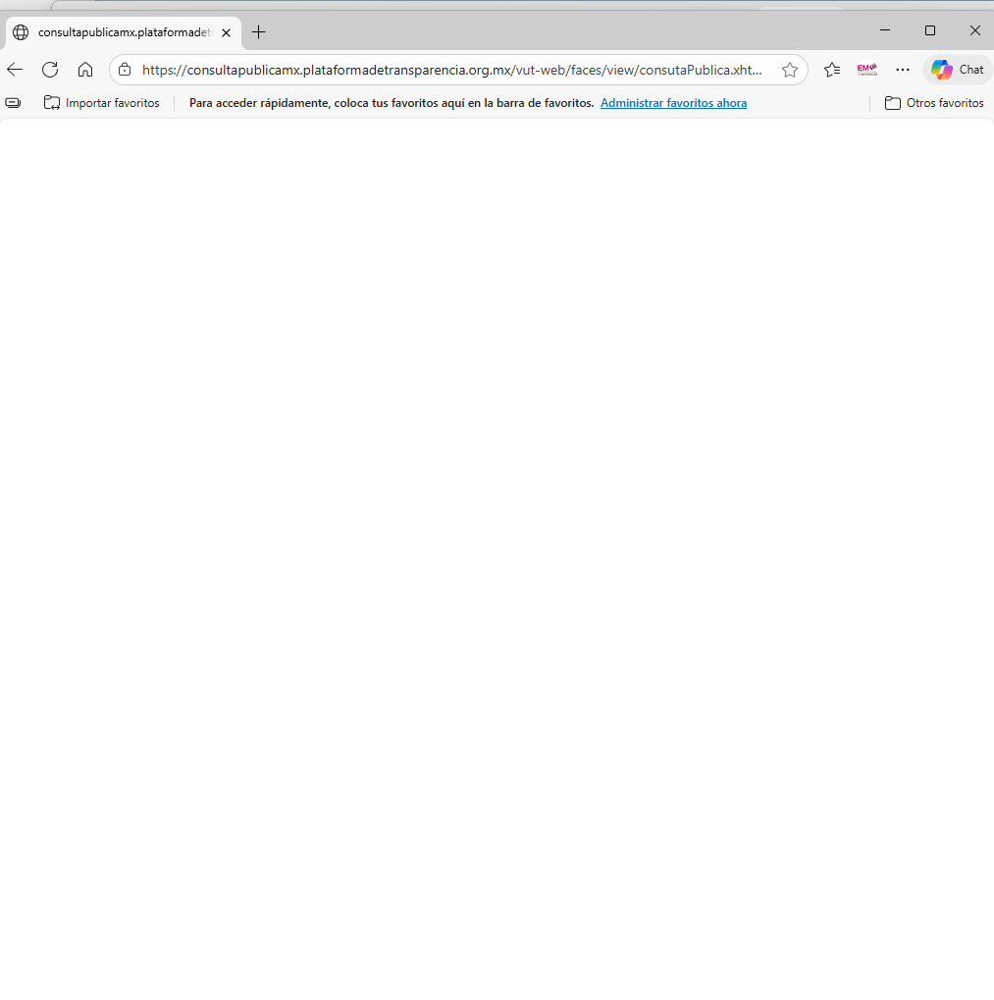 consultapublicamx.plataformadet
https://consultapublicamx.plataformadetransparencia.org.mx/vut-web/faces/view/consutaPublica.xht...
IEM
Chat
Importar favoritos
Para acceder rápidamente, coloca tus favoritos aquí en la barra de favoritos. Administrar favoritos ahora
Otros favoritos